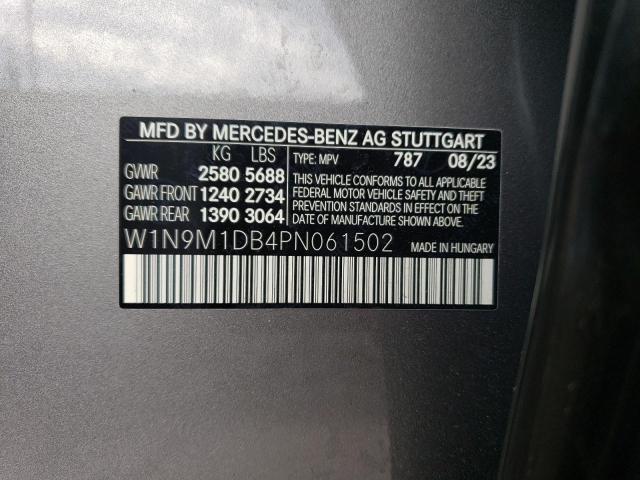 MFD BY MERCEDES-BENZ AG STUTTGART
KG LBS TYPE: MPV 787 08/23
GVWR 2580 5688 THIS VEHICLE CONFORMS TO ALL APPLICABLE
GAWR FRONT 1240 2734 FEDERAL MOTOR VEHICLE SAFETY AND THEFT
GAWR REAR 1390 3064 PREVENTION STANDARDS IN EFFECT ON THE DATE OF MANUFACTURE SHOWN ABOVE.
W1N9M1DB4PN061502 MADE IN HUNGARY